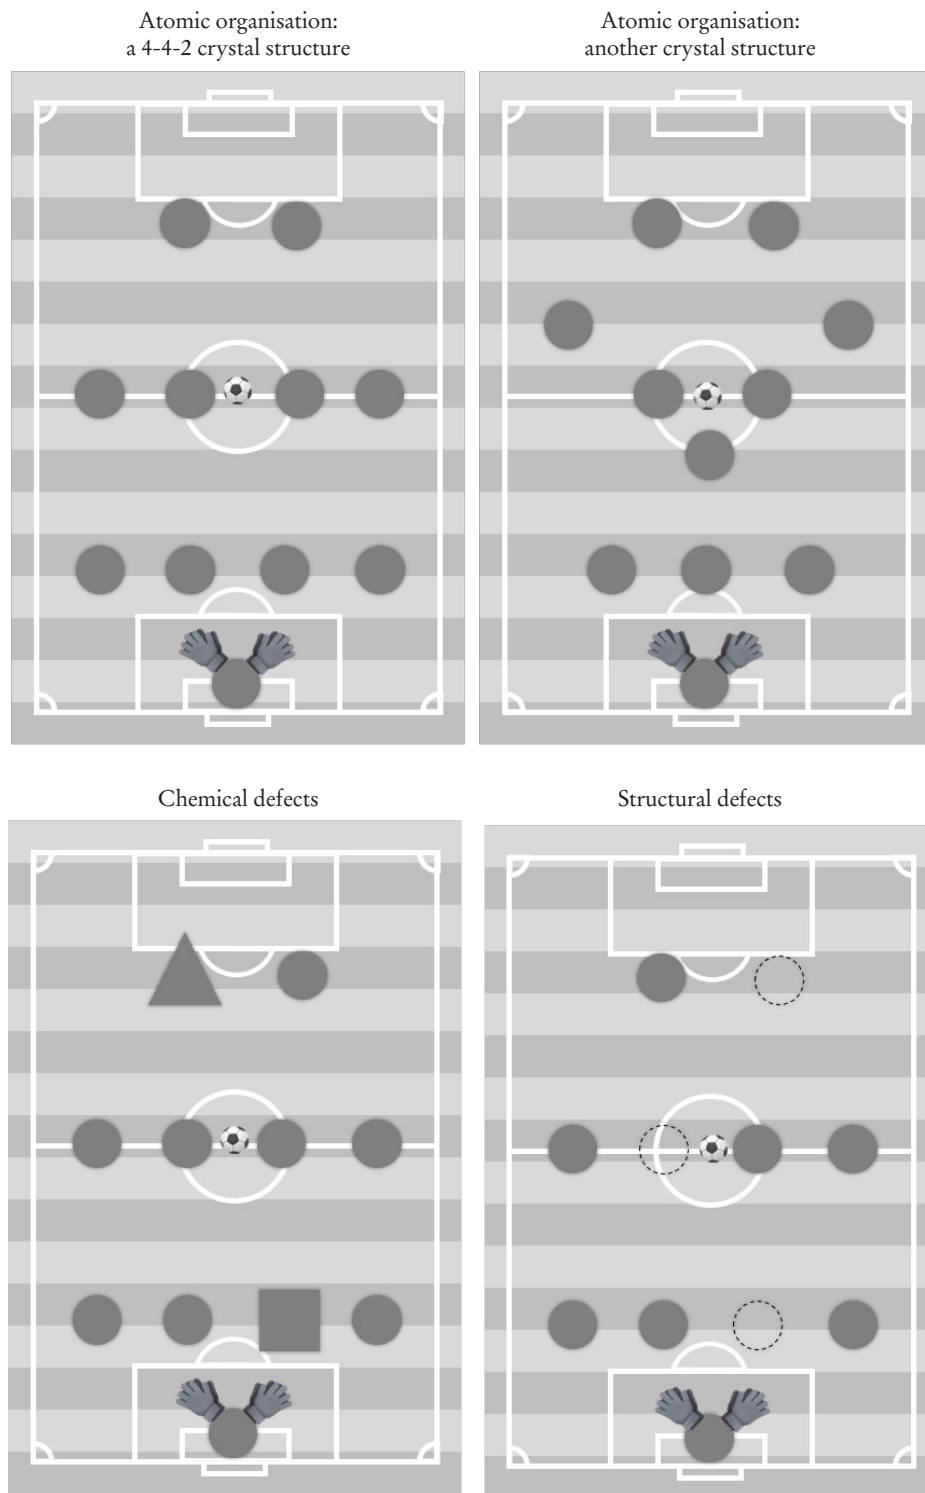 Atomic organisation:
a 4-4-2 crystal structure
Atomic organisation:
another crystal structure
Chemical defects
Structural defects